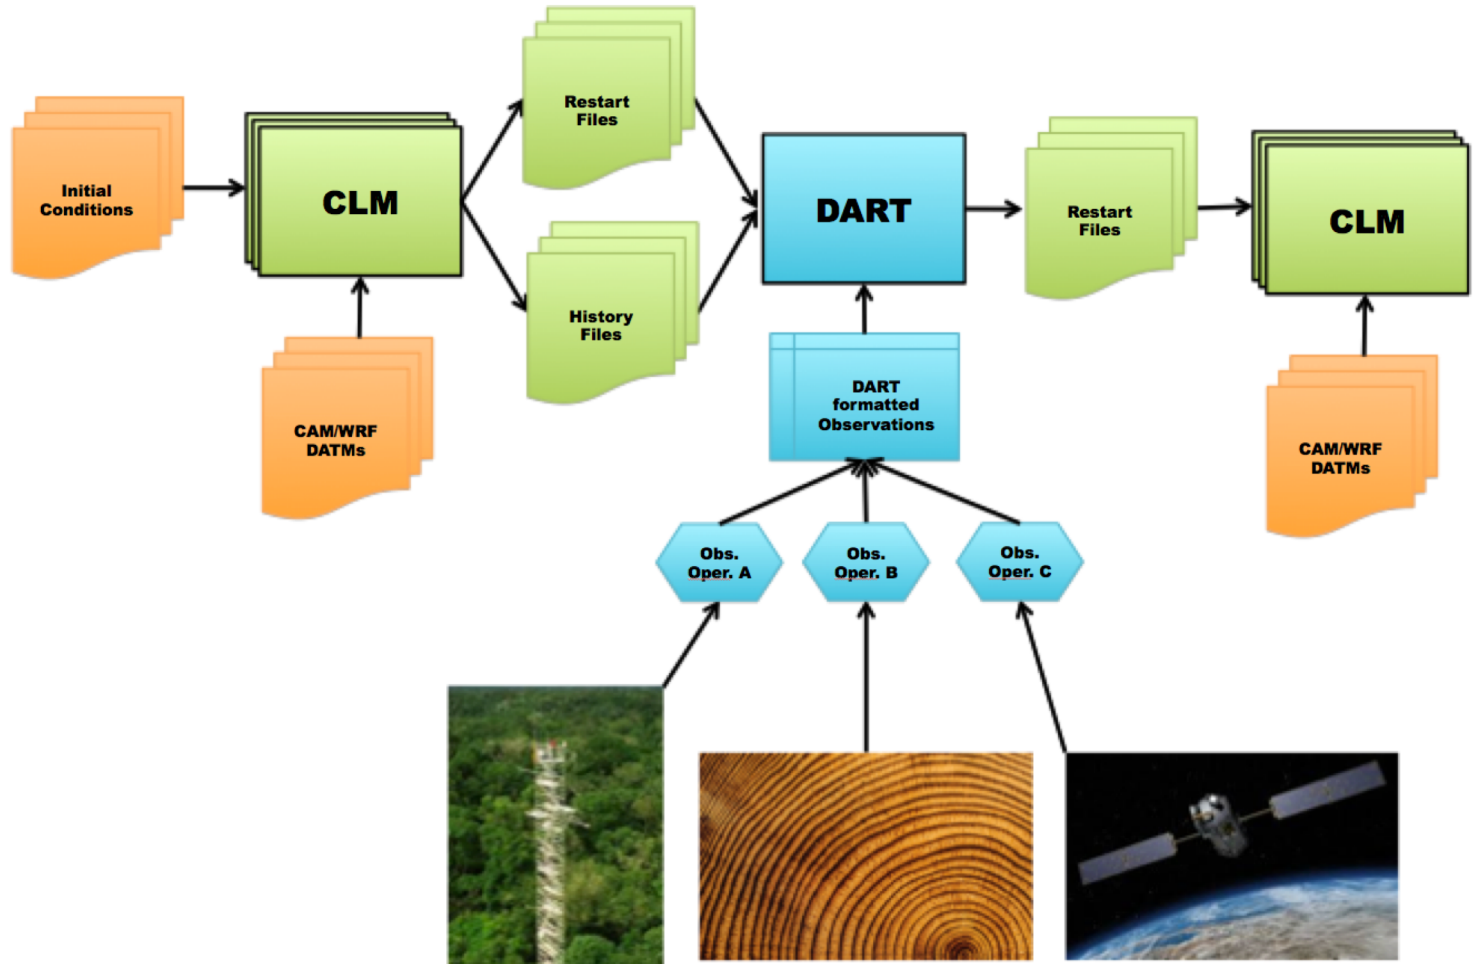 Restart
Files
Initial
Conditions
CLM
DART
Restart
Files
CLM
History
Files
CAM/WRF
DATMs
DART
formatted
Observations
CAM/WRF
DATMs
Obs.
Oper. A
Obs.
Oper. B
Obs.
Oper. C